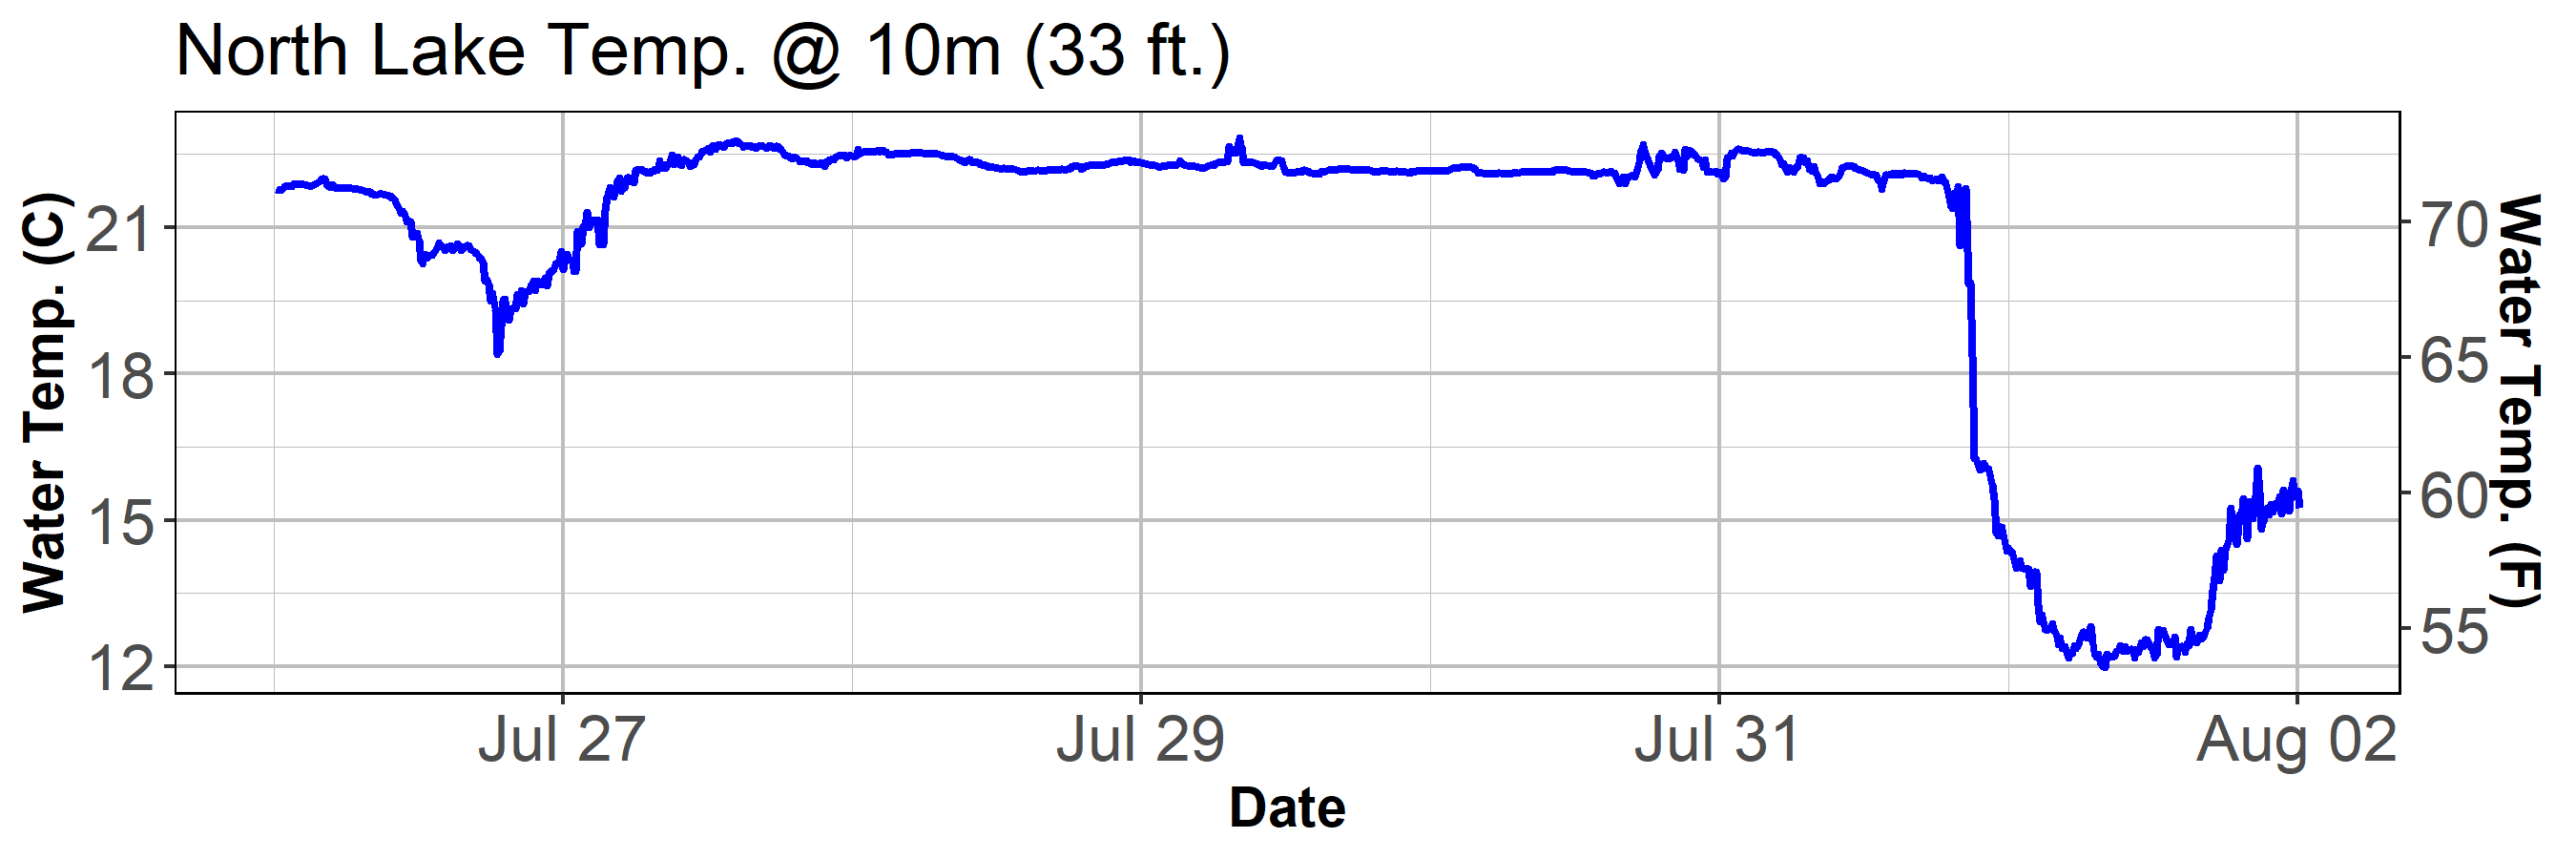 North Lake Temp. @ 10m (33 ft.)
Water Temp. (C)
21
18
15
12
70
65
60
55
Water Temp. (F)
Jul 27
Jul 29
Jul 31
Aug 02
Date